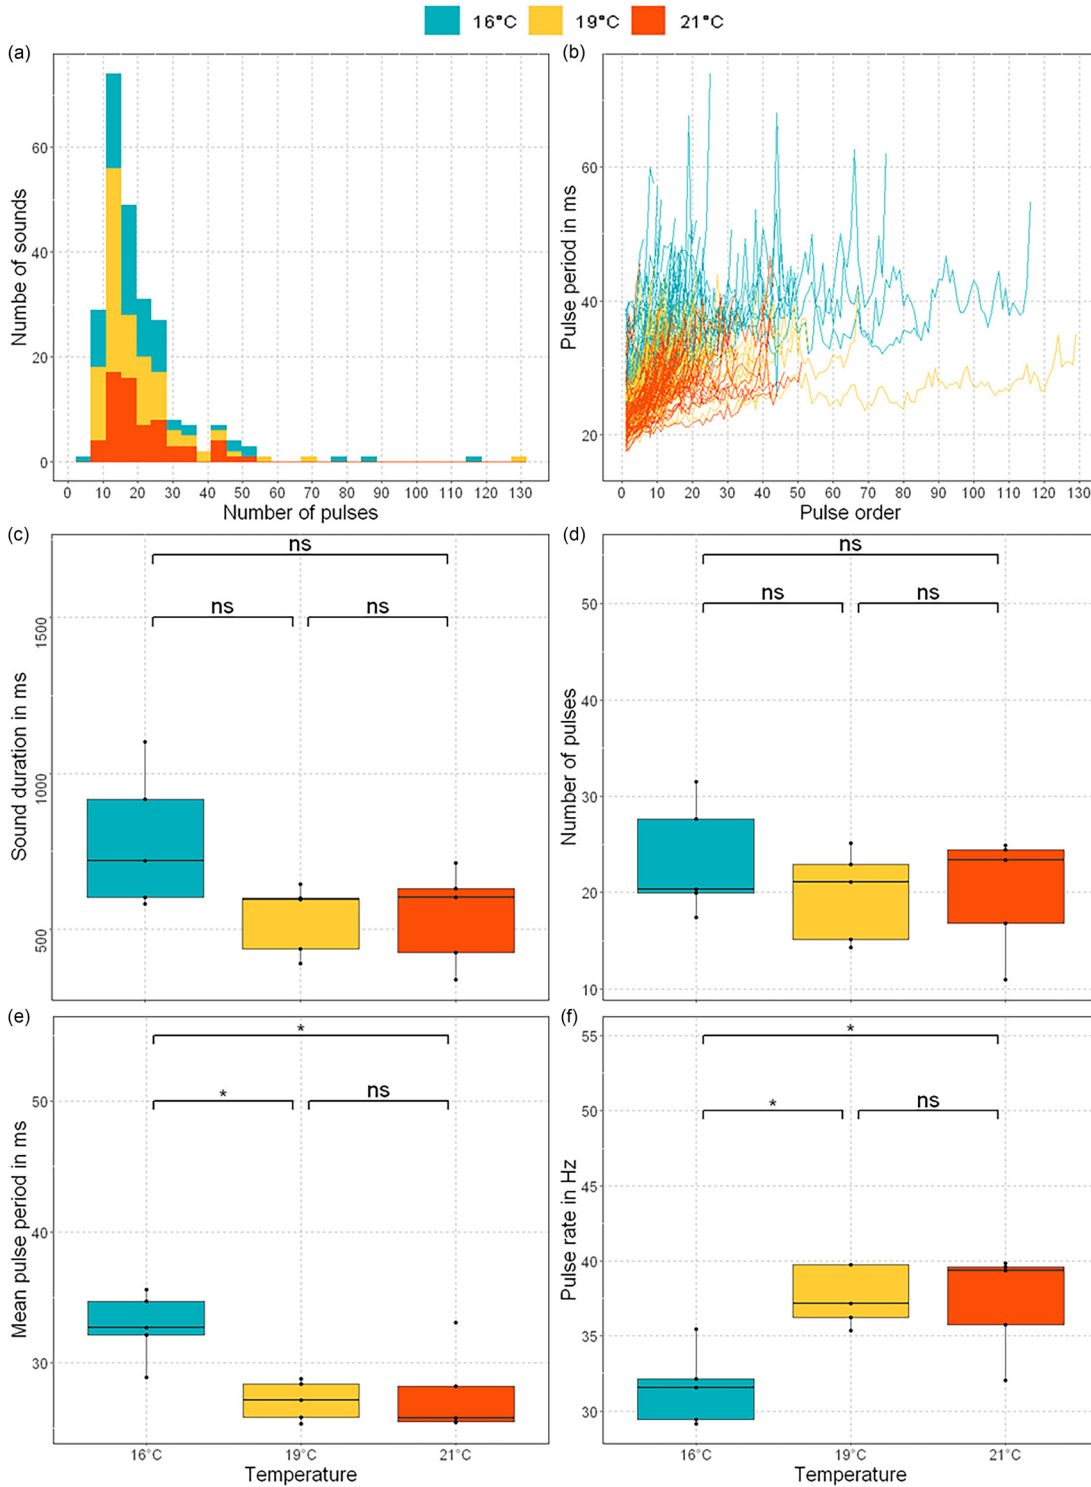 16°C 19°C 21°C
(a)
Numbe of sounds
60
40
20
0
0 10 20 30 40 50 60 70 80 90 100 110 120 130
Number of pulses
(b)
Pulse period in ms
60
40
20
0 10 20 30 40 50 60 70 80 90 100 110 120 130
Pulse order
(c)
Sound duration in ms
1500
1000
500
ns
ns ns
(d)
Number of pulses
50
40
30
20
10
ns
ns ns
(e)
Mean pulse period in ms
50
40
30
*
* ns
16°C 19°C 21°C
Temperature
(f)
Pulse rate in Hz
55
50
45
40
35
30
*
* ns
16°C 19°C 21°C
Temperature